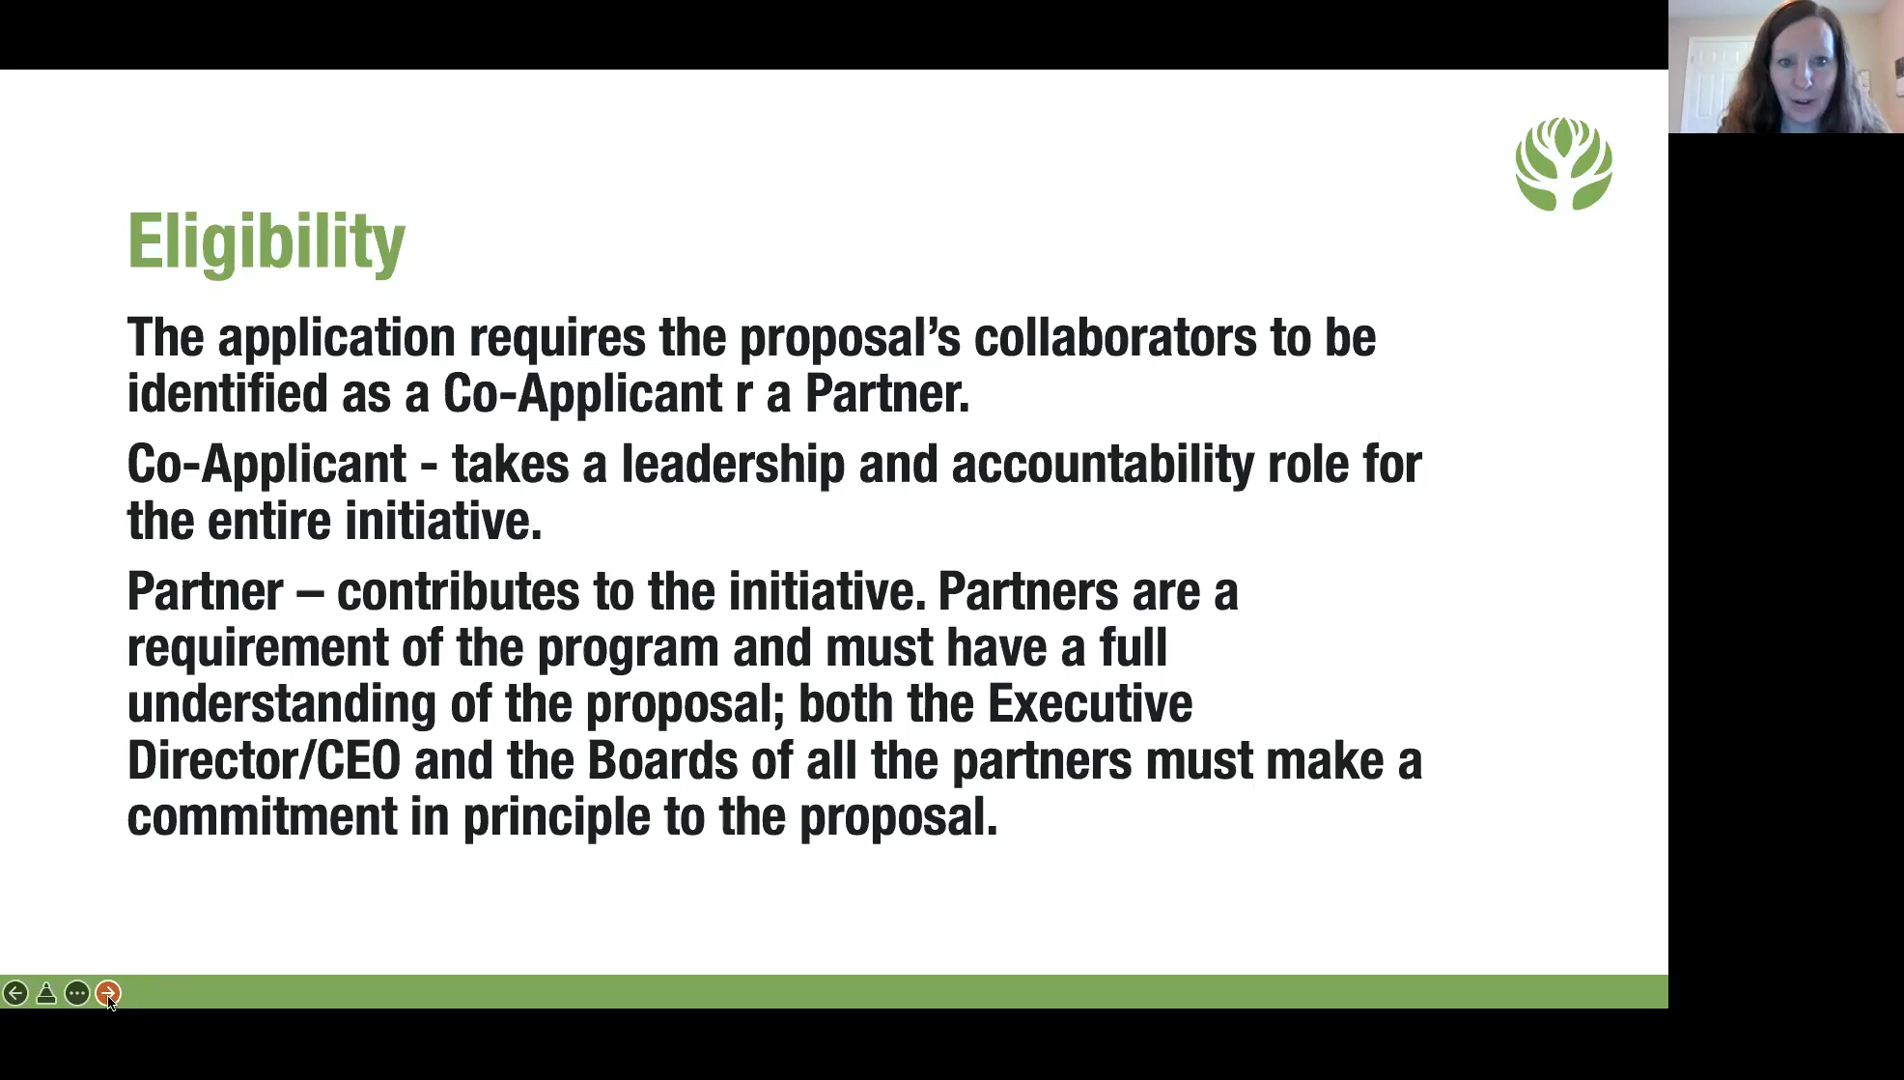 Eligibility
The application requires the proposal’s collaborators to be
identified as a Co-Applicant r a Partner.
Co-Applicant - takes a leadership and accountability role for
the entire initiative.
Partner – contributes to the initiative. Partners are a
requirement of the program and must have a full
understanding of the proposal; both the Executive
Director/CEO and the Boards of all the partners must make a
commitment in principle to the proposal.